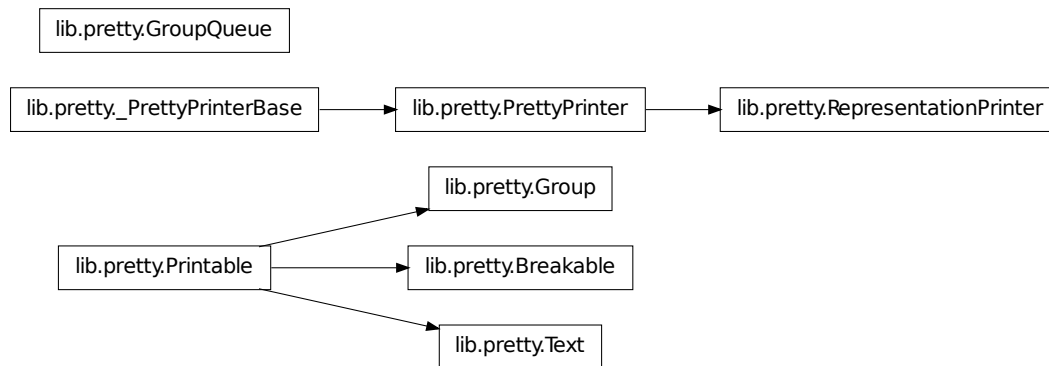 lib.pretty.GroupQueue
lib.pretty._PrettyPrinterBase
lib.pretty.PrettyPrinter
lib.pretty.RepresentationPrinter
lib.pretty.Group
lib.pretty.Printable
lib.pretty.Breakable
lib.pretty.Text